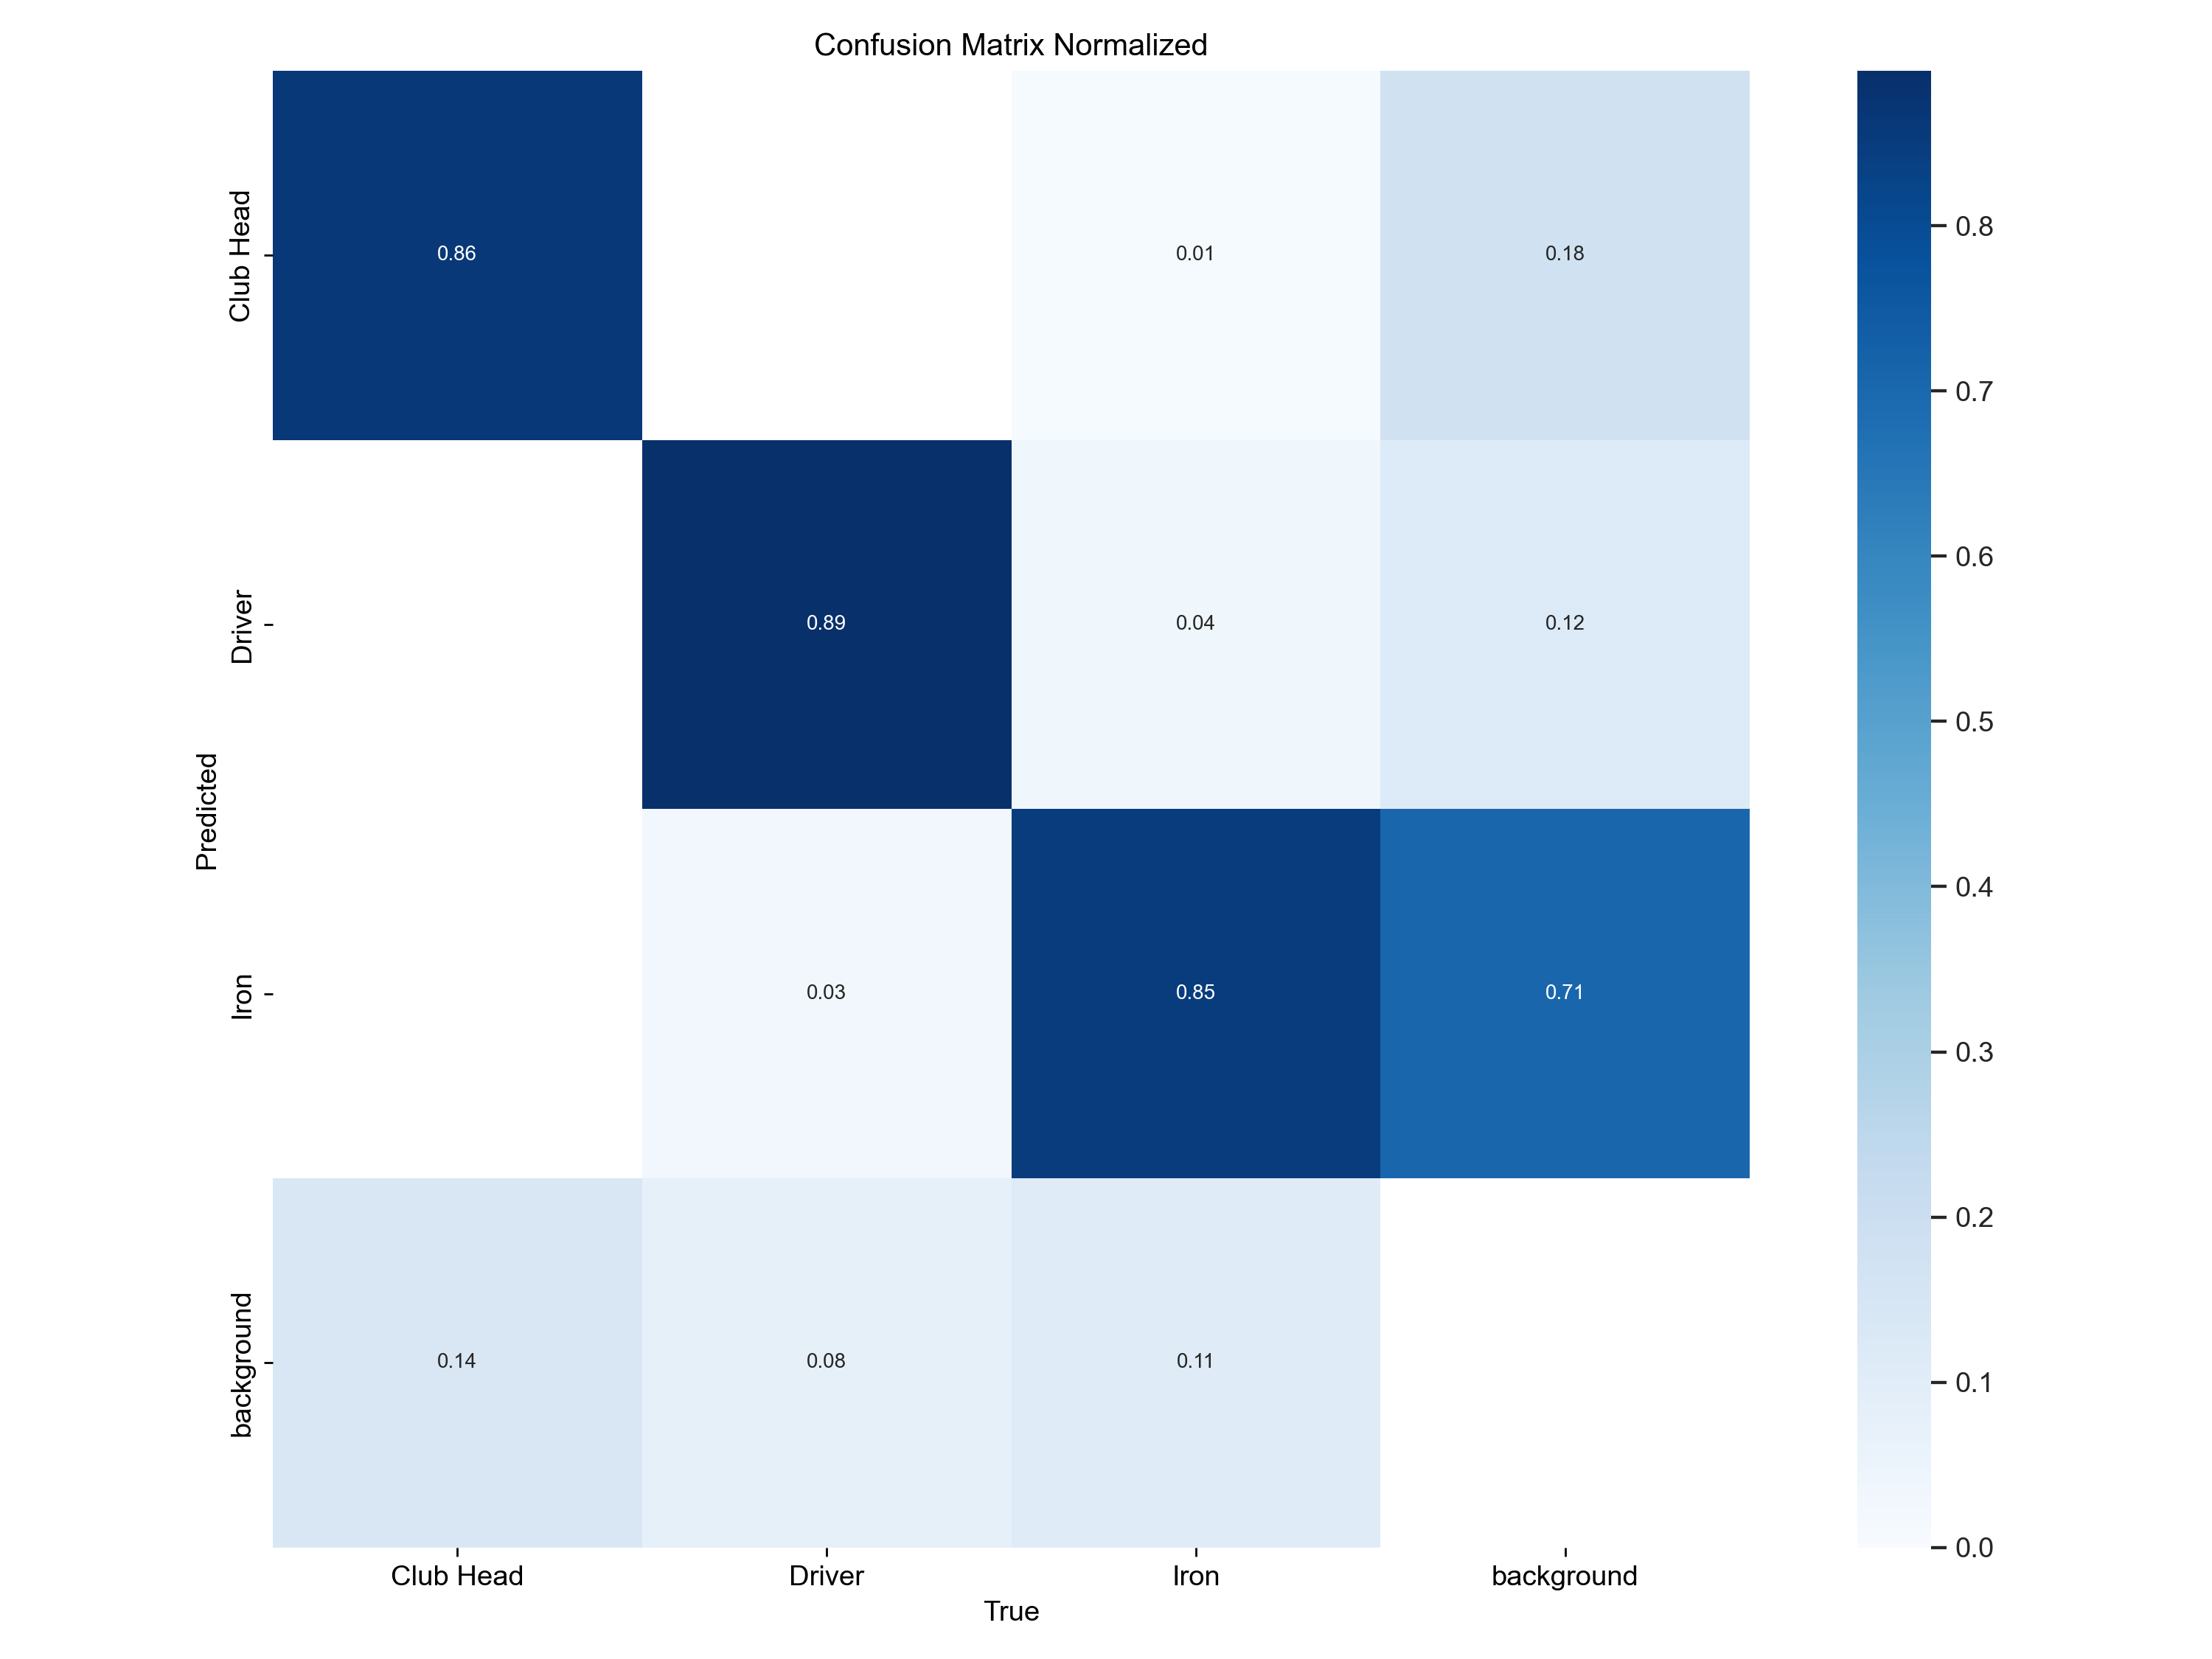 Confusion Matrix Normalized
Club Head
0.86
0.01
0.18
Driver
0.89
0.04
0.12
Predicted
Iron
0.03
0.85
0.71
background
0.14
0.08
0.11
Club Head
Driver
Iron
background
True
0.8
0.7
0.6
0.5
0.4
0.3
0.2
0.1
0.0